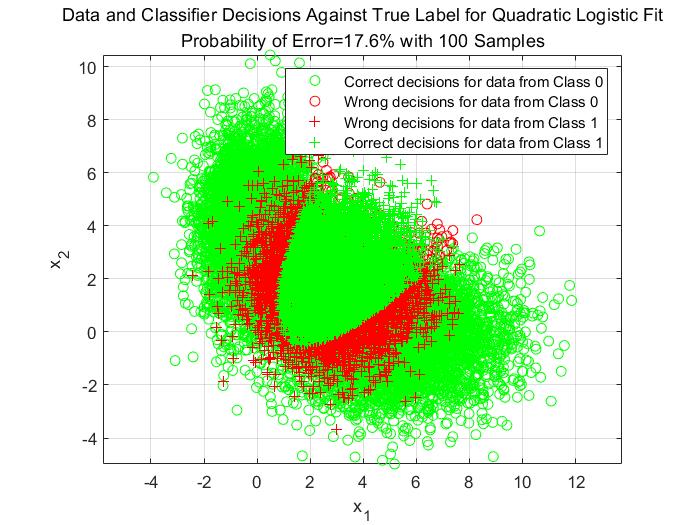 Data and Classifier Decisions Against True Label for Quadratic Logistic Fit
Probability of Error=17.6% with 100 Samples
Correct decisions for data from Class 0
Wrong decisions for data from Class 0
Wrong decisions for data from Class 1
Correct decisions for data from Class 1
10
8
6
4
2
0
-2
-4
x2
-4 -2 0 2 4 6 8 10 12
x1